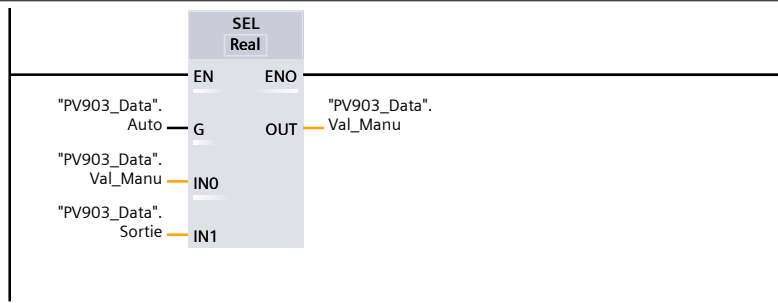 SEL
Real
EN ENO
"PV903_Data".
Auto
G
OUT
"PV903_Data".
Val_Manu
"PV903_Data".
Val_Manu
IN0
"PV903_Data".
Sortie
IN1